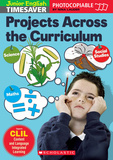 Junior English
TIMESAVER
PHOTOCOPIABLE
Projects Across the
Curriculum
Science
Social
Studies
Maths
CLIL
Content
and Language
Integrated
Learning
SCHOLASTIC